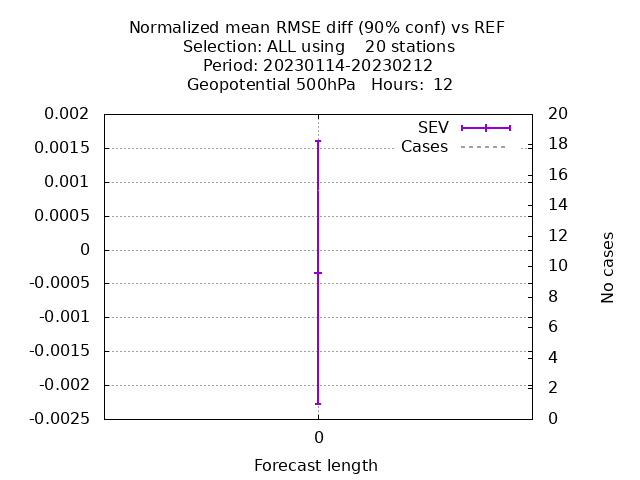 Normalized mean RMSE diff (90% conf) vs REF
Selection: ALL using    20 stations
Period: 20230114-20230212
Geopotential 500hPa   Hours:  12
SEV
Cases
0.002
0.0015
0.001
0.0005
0
-0.0005
-0.001
-0.0015
-0.002
-0.0025
20
18
16
14
12
10
8
6
4
2
0
No cases
0
Forecast length